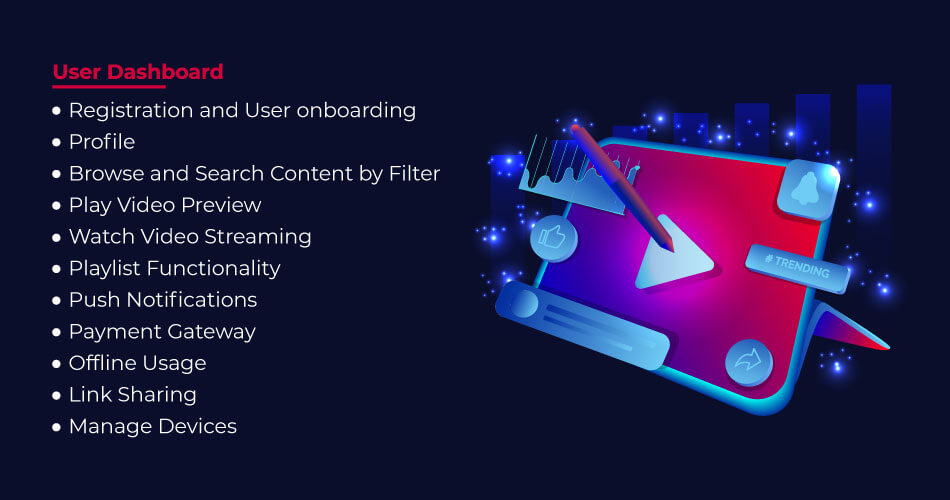 User Dashboard
Registration and User onboarding
Profile
Browse and Search Content by Filter
Play Video Preview
Watch Video Streaming
Playlist Functionality
Push Notifications
Payment Gateway
Offline Usage
Link Sharing
Manage Devices
# TRENDING